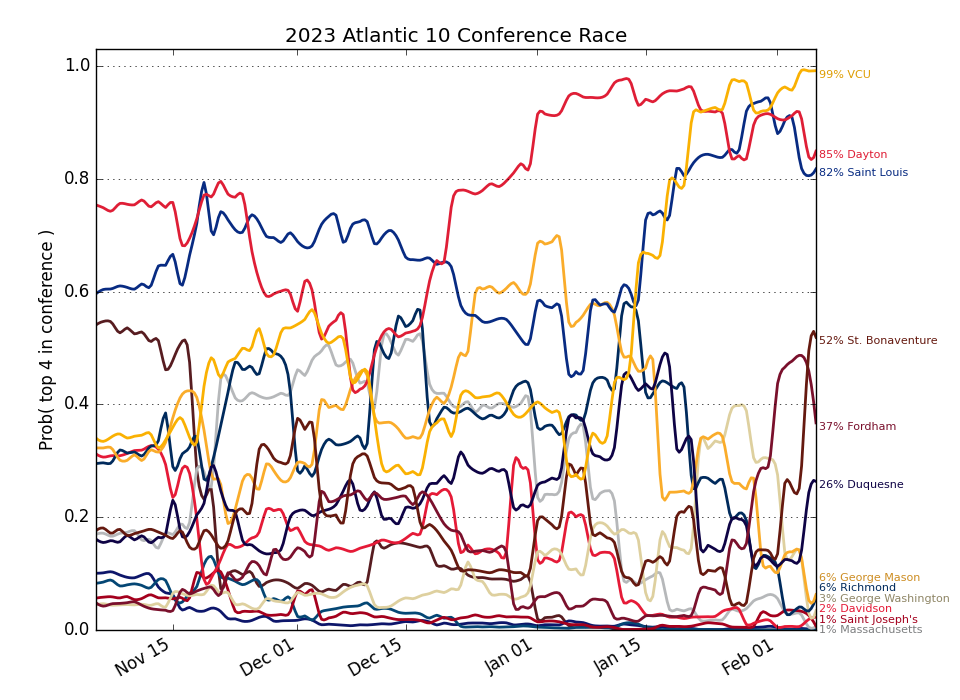 2023 Atlantic 10 Conference Race
Prob( top 4 in conference )
1.0
0.8
0.6
0.4
0.2
0.0
Nov 15
Dec 01
Dec 15
Jan 01
Jan 15
Feb 01
99% VCU
85% Dayton
82% Saint Louis
52% St. Bonaventure
37% Fordham
26% Duquesne
6% George Mason
6% Richmond
2% George Washington
2% Davidson
1% Saint Joseph's
1% Massachusetts